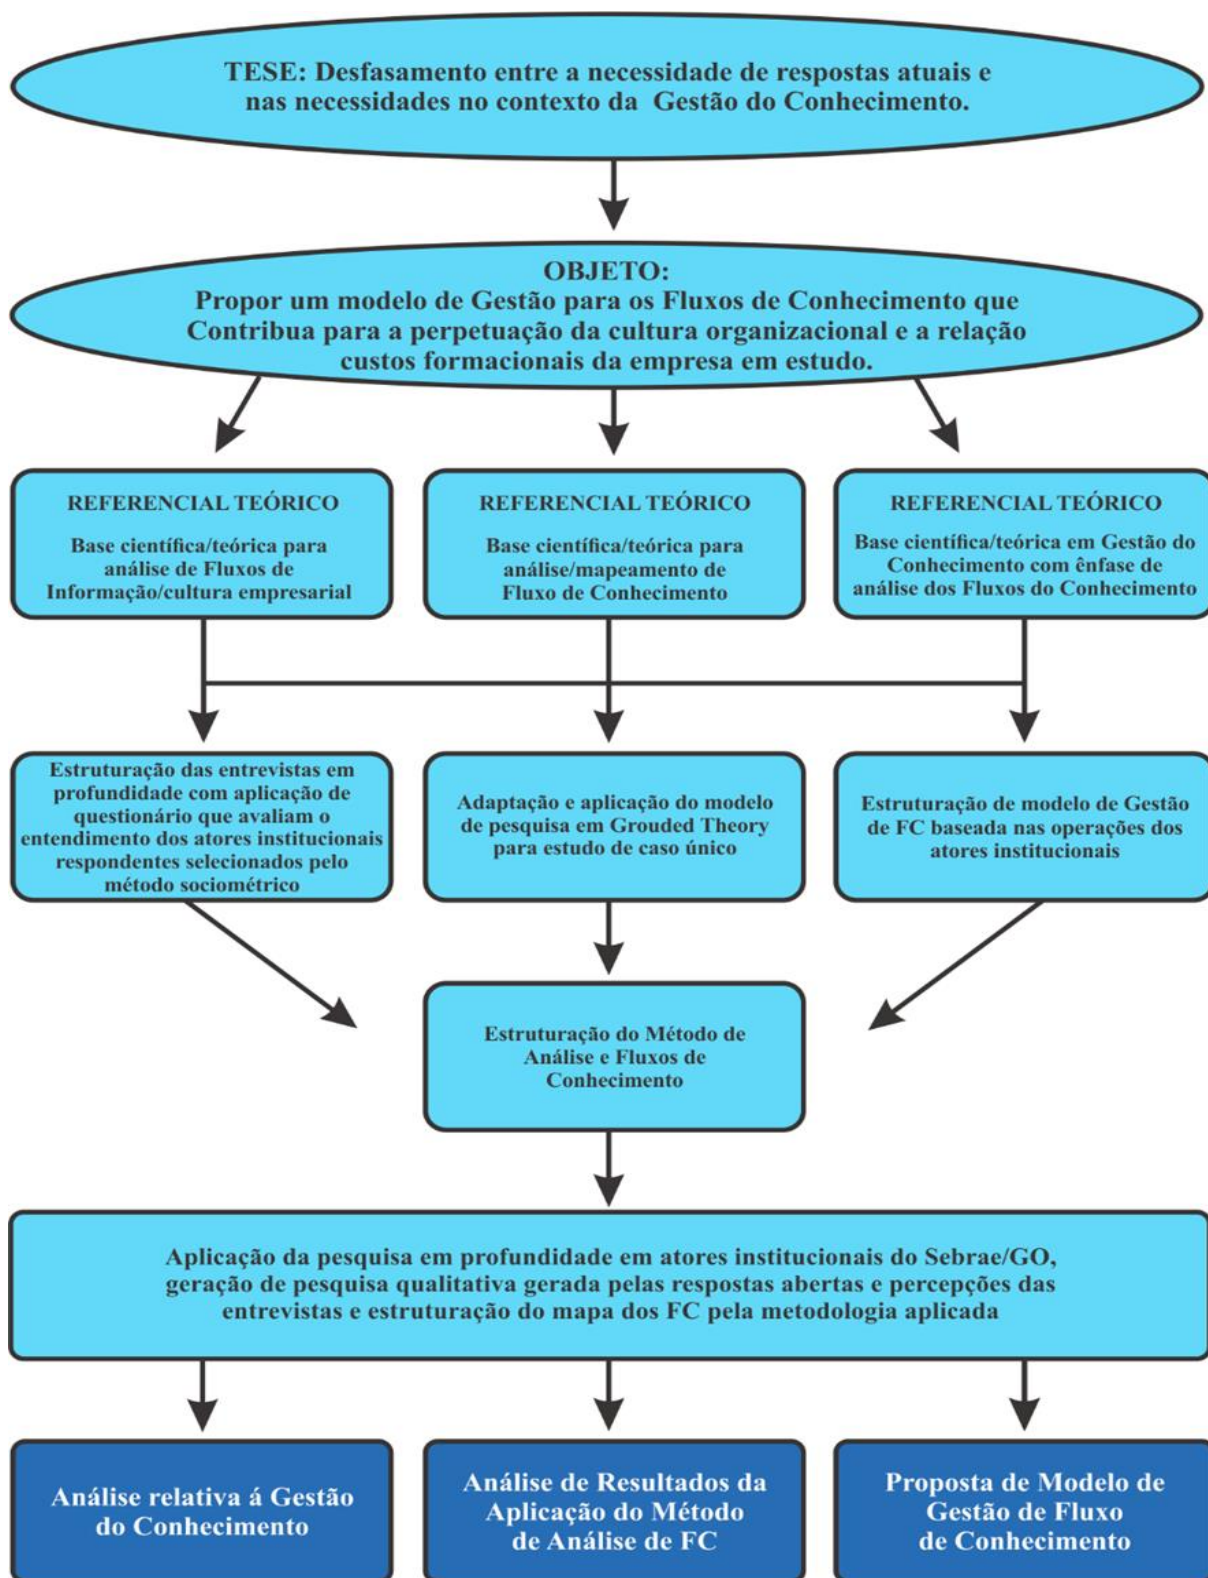 TESE: Desfasamento entre a necessidade de respostas atuais e
nas necessidades no contexto da Gestão do Conhecimento.
OBJETO:
Propor um modelo de Gestão para os Fluxos de Conhecimento que
Contribua para a perpetuação da cultura organizacional e a relação
custos formacionais da empresa em estudo.
REFERENCIAL TEÓRICO
Base científica/teórica para
análise de Fluxos de
Informação/cultura empresarial
REFERENCIAL TEÓRICO
Base científica/teórica para
análise/mapeamento de
Fluxo de Conhecimento
REFERENCIAL TEÓRICO
Base científica/teórica em Gestão do
Conhecimento com ênfase de
análise dos Fluxos do Conhecimento
Estruturação das entrevistas em
profundidade com aplicação de
questionário que avaliam o
entendimento dos atores institucionais
respondentes selecionados pelo
método sociométrico
Adaptação e aplicação do modelo
de pesquisa em Grouded Theory
para estudo de caso único
Estruturação de modelo de Gestão
de FC baseada nas operações dos
atores institucionais
Estruturação do Método de
Análise e Fluxos de
Conhecimento
Aplicação da pesquisa em profundidade em atores institucionais do Sebrae/GO,
geração de pesquisa qualitativa gerada pelas respostas abertas e percepções das
entrevistas e estruturação do mapa dos FC pela metodologia aplicada
Análise relativa á Gestão
do Conhecimento
Análise de Resultados da
Aplicação do Método
de Análise de FC
Proposta de Modelo de
Gestão de Fluxo
de Conhecimento